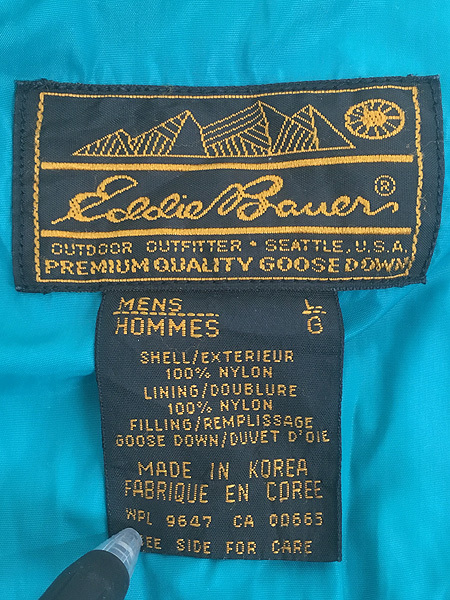 Eddie Bauer®
OUTDOOR OUTFITTER • SEATTLE, U.S.A.
PREMIUM QUALITY GOOSE DOWN
MENS L
HOMMES G
SHELL/EXTERIEUR
100% NYLON
LINING/DOUBLURE
100% NYLON
FILLING/REMPLISSAGE
GOOSE DOWN/DUVET D'OIE
MADE IN KOREA
FABRIQUE EN COREE
WPL 9647 CA 00663
EE SIDE FOR CARE